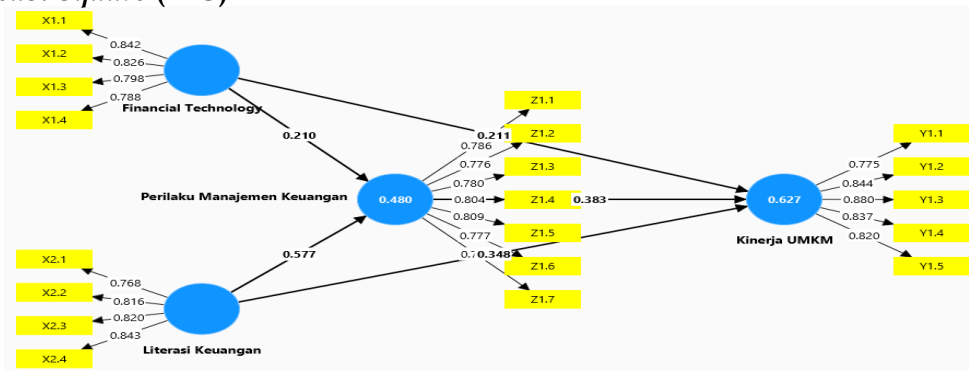 X1.1
X1.2
X1.3
X1.4
0.842
0.826
0.798
0.788
Financial Technology
0.210
0.211
Z1.1
Z1.2
Z1.3
Z1.4
Z1.5
Z1.6
Z1.7
0.786
0.776
0.780
0.804
0.809
0.777
Perilaku Manajemen Keuangan
0.480
0.383
0.348
0.577
X2.1
X2.2
X2.3
X2.4
0.768
0.816
0.820
0.843
Literasi Keuangan
0.627
Kinerja UMKM
0.775
0.844
0.880
0.837
0.820
Y1.1
Y1.2
Y1.3
Y1.4
Y1.5